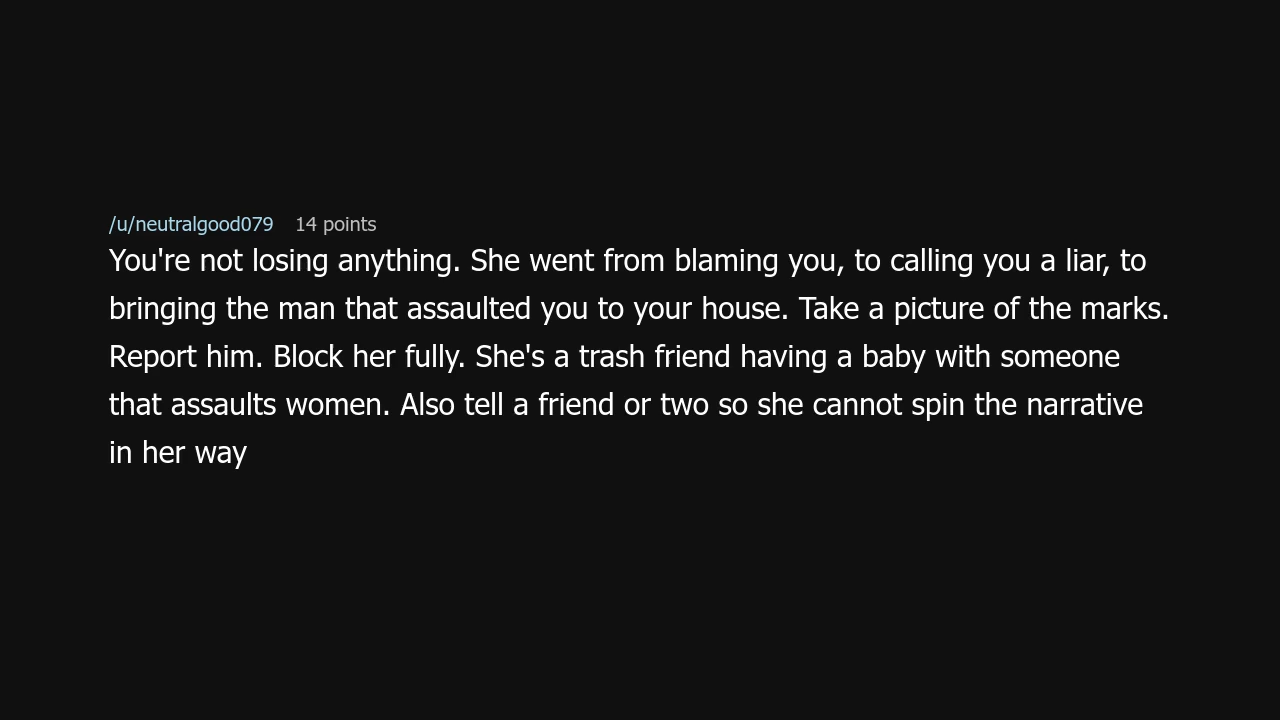 /u/neutralgood079 14 points
You're not losing anything. She went from blaming you, to calling you a liar, to
bringing the man that assaulted you to your house. Take a picture of the marks.
Report him. Block her fully. She's a trash friend having a baby with someone
that assaults women. Also tell a friend or two so she cannot spin the narrative
in her way